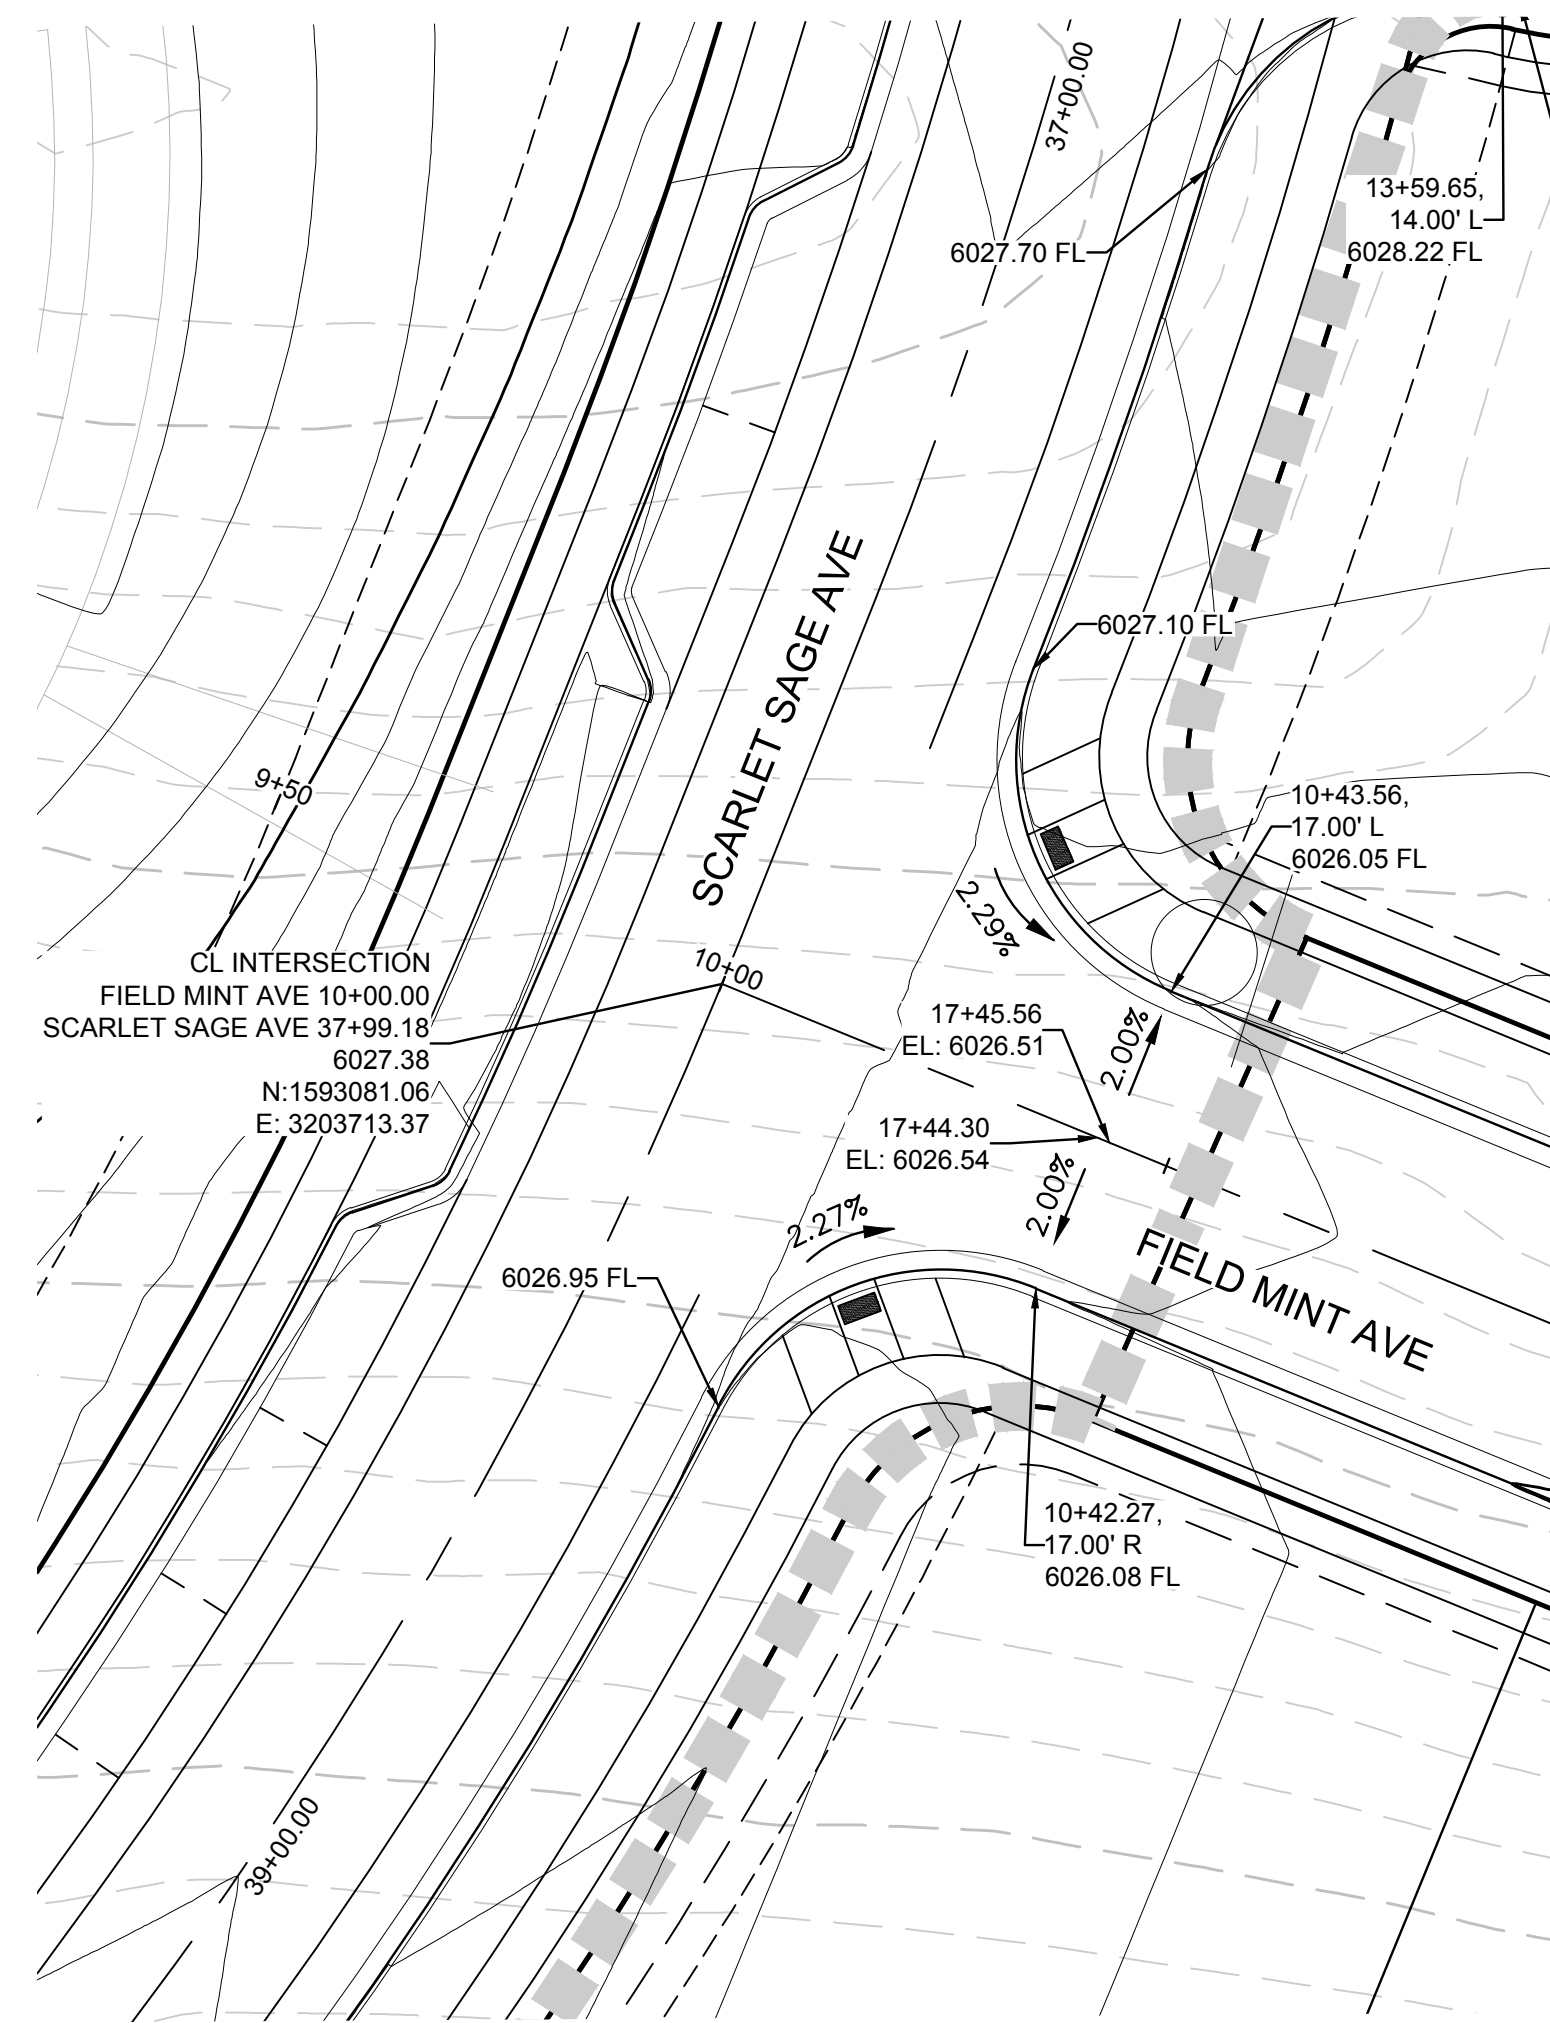 37+00.00
13+59.65,
14.00' L
6028.22 FL
6027.70 FL
SCARLET SAGE AVE
6027.10 FL
9+50
10+43.56,
17.00' L
6026.05 FL
2.29%
10+00
CL INTERSECTION
FIELD MINT AVE 10+00.00
SCARLET SAGE AVE 37+99.18
6027.38
N:1593081.06
E: 3203713.37
17+45.56
EL: 6026.51
2.00%
17+44.30
EL: 6026.54
2.00%
2.27%
FIELD MINT AVE
6026.95 FL
10+42.27,
17.00' R
6026.08 FL
39+00.00